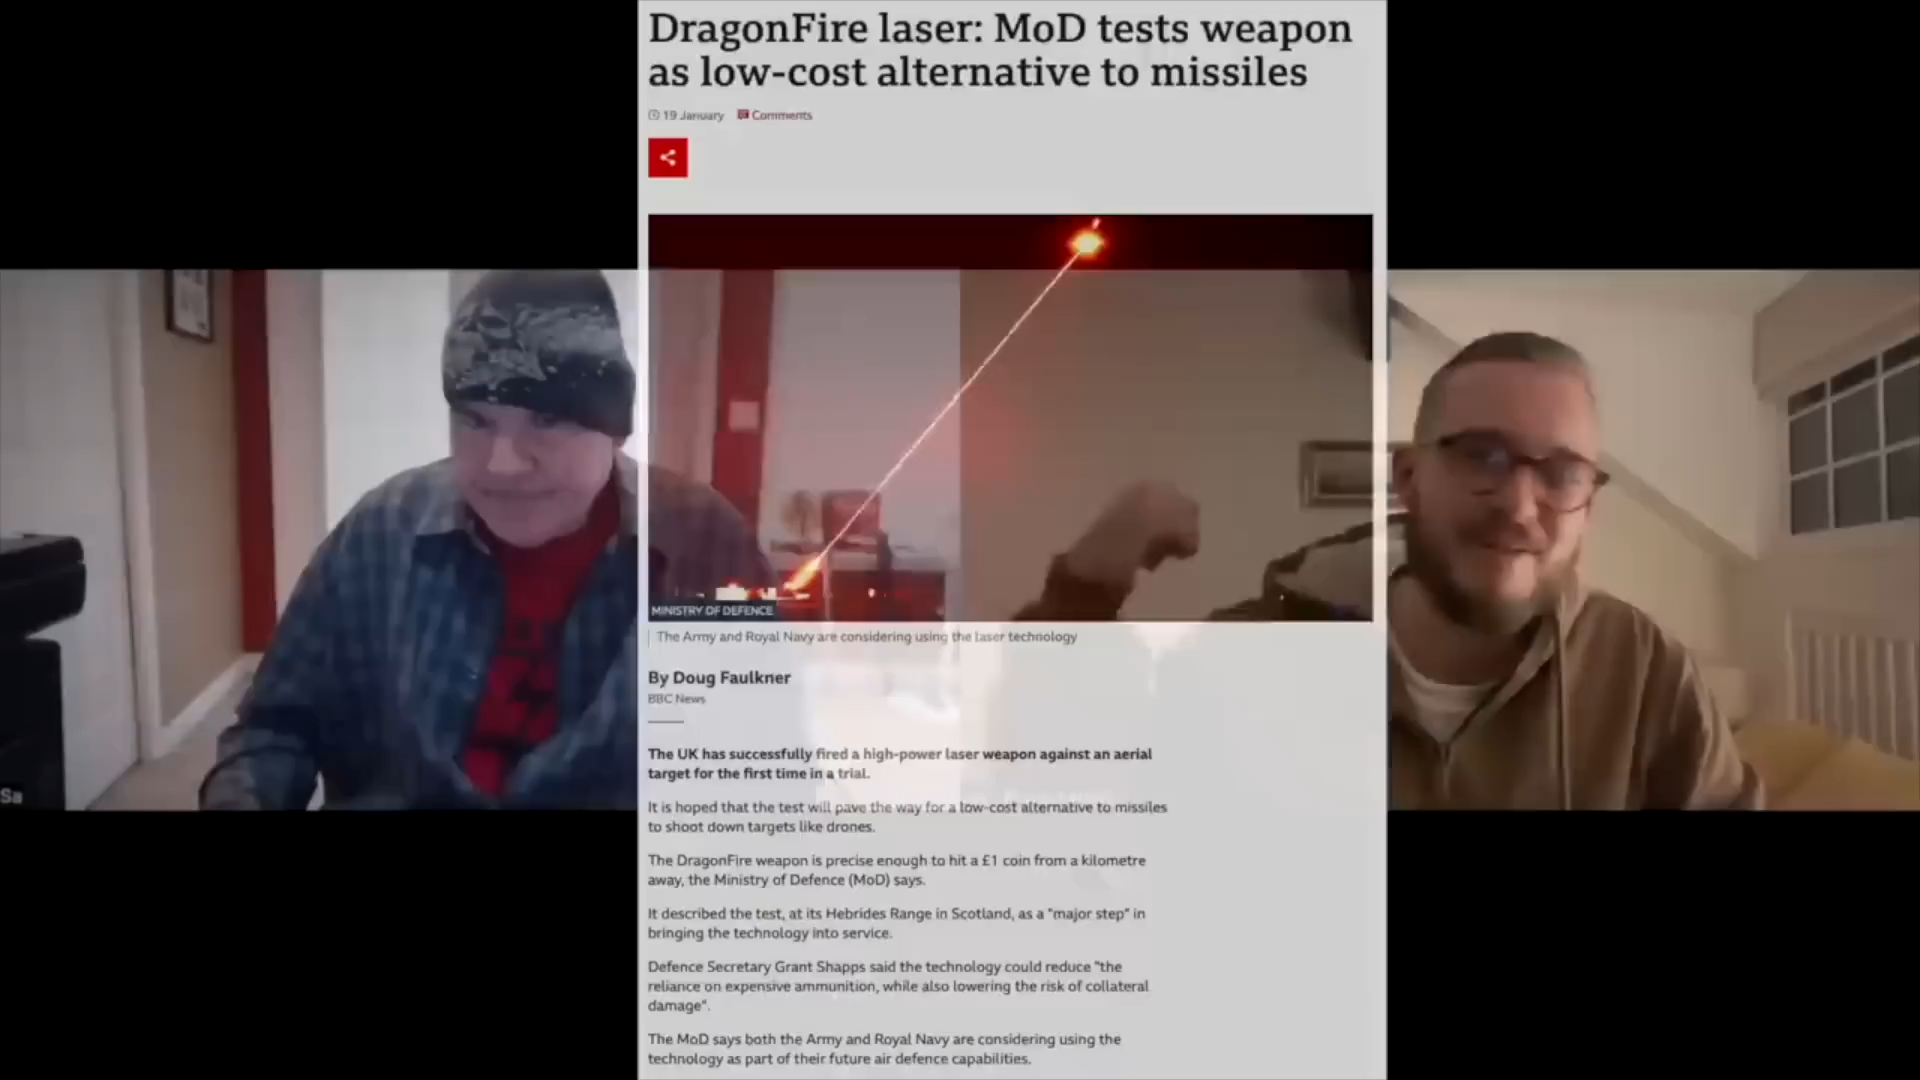 DragonFire laser: MoD tests weapon
as low-cost alternative to missiles
19 January Comments
MINISTRY OF DEFENCE
The Army and Royal Navy are considering using the laser technology
By Doug Faulkner
BBC News
The UK has successfully fired a high-power laser weapon against an aerial
target for the first time in a trial.
It is hoped that the test will pave the way for a low-cost alternative to missiles
to shoot down targets like drones.
The DragonFire weapon is precise enough to hit a £1 coin from a kilometre
away, the Ministry of Defence (MoD) says.
It described the test, at its Hebrides Range in Scotland, as a "major step" in
bringing the technology into service.
Defence Secretary Grant Shapps said the technology could reduce "the
reliance on expensive ammunition, while also lowering the risk of collateral
damage".
The MoD says both the Army and Royal Navy are considering using the
technology as part of their future air defence capabilities.
Sa